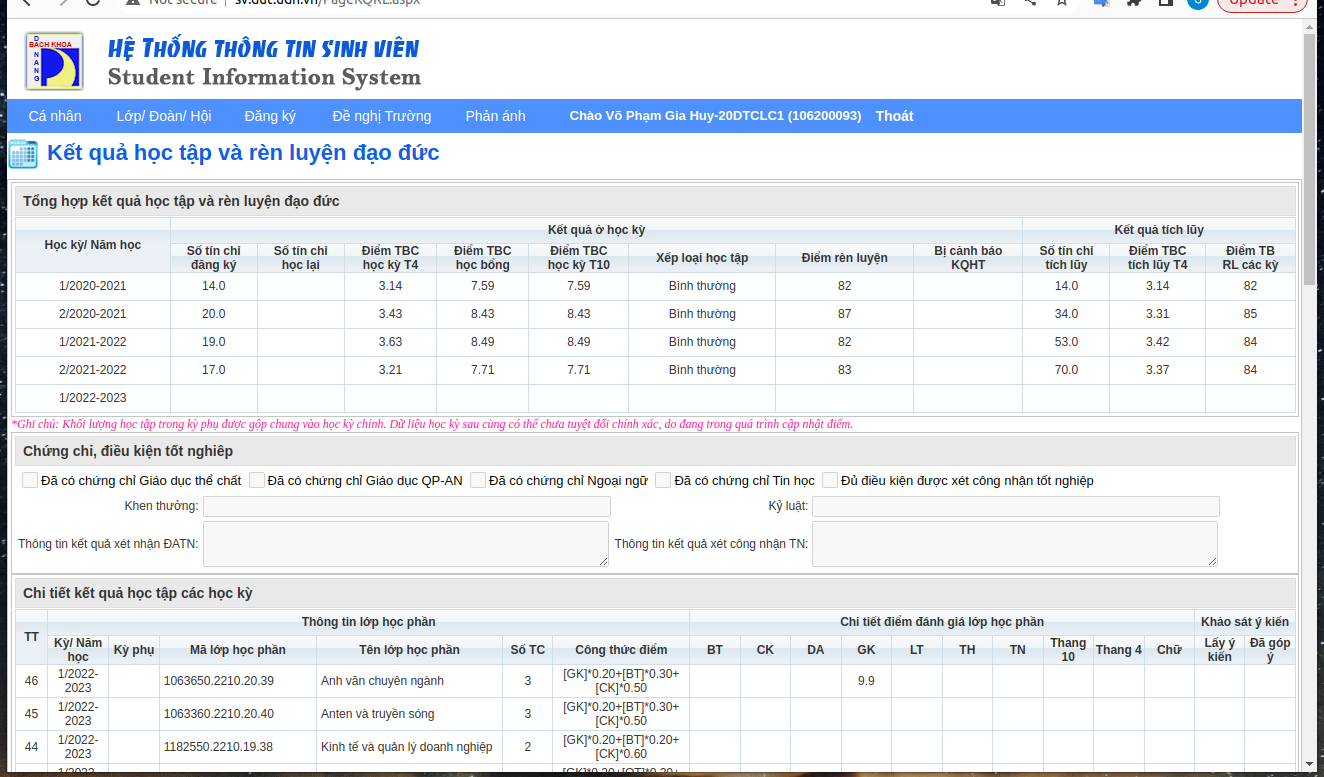 Not secure | sv.dut.udn.vn/PageKQRL.aspx
Update
BÁCH KHOA
ĐÀ NẴNG
HỆ THỐNG THÔNG TIN SINH VIÊN
Student Information System
Cá nhân Lớp/ Đoàn/ Hội Đăng ký Đề nghị Trường Phản ánh Chào Võ Phạm Gia Huy-20DTCLC1 (106200093) Thoát
Kết quả học tập và rèn luyện đạo đức
Tổng hợp kết quả học tập và rèn luyện đạo đức
Học kỳ/ Năm học Kết quả ở học kỳ Kết quả tích lũy
Số tín chỉ đăng ký Số tín chỉ học lại Điểm TBC học kỳ T4 Điểm TBC học bổng Điểm TBC học kỳ T10 Xếp loại học tập Điểm rèn luyện Bị cảnh báo KQHT Số tín chỉ tích lũy Điểm TBC tích lũy T4 Điểm TB RL các kỳ
1/2020-2021 14.0 3.14 7.59 7.59 Bình thường 82 14.0 3.14 82
2/2020-2021 20.0 3.43 8.43 8.43 Bình thường 87 34.0 3.31 85
1/2021-2022 19.0 3.63 8.49 8.49 Bình thường 82 53.0 3.42 84
2/2021-2022 17.0 3.21 7.71 7.71 Bình thường 83 70.0 3.37 84
1/2022-2023
*Ghi chú: Khối lượng học tập trong kỳ phụ được gộp chung vào học kỳ chính. Dữ liệu học kỳ sau cùng có thể chưa tuyệt đối chính xác, do đang trong quá trình cập nhật điểm.
Chứng chỉ, điều kiện tốt nghiêp
Đã có chứng chỉ Giáo dục thể chất Đã có chứng chỉ Giáo dục QP-AN Đã có chứng chỉ Ngoại ngữ Đã có chứng chỉ Tin học Đủ điều kiện được xét công nhận tốt nghiệp
Khen thưởng: Kỷ luật:
Thông tin kết quả xét nhận ĐATN: Thông tin kết quả xét công nhận TN:
Chi tiết kết quả học tập các học kỳ
TT Thông tin lớp học phần Chi tiết điểm đánh giá lớp học phần Khảo sát ý kiến
Kỳ/ Năm học Kỳ phụ Mã lớp học phần Tên lớp học phần Số TC Công thức điểm BT CK DA GK LT TH TN Thang 10 Thang 4 Chữ Lấy ý kiến Đã góp ý
46 1/2022-2023 1063650.2210.20.39 Anh văn chuyên ngành 3 [GK]*0.20+[BT]*0.30+[CK]*0.50 9.9
45 1/2022-2023 1063360.2210.20.40 Anten và truyền sóng 3 [GK]*0.20+[BT]*0.30+[CK]*0.50
44 1/2022-2023 1182550.2210.19.38 Kinh tế và quản lý doanh nghiệp 2 [GK]*0.20+[BT]*0.20+[CK]*0.60